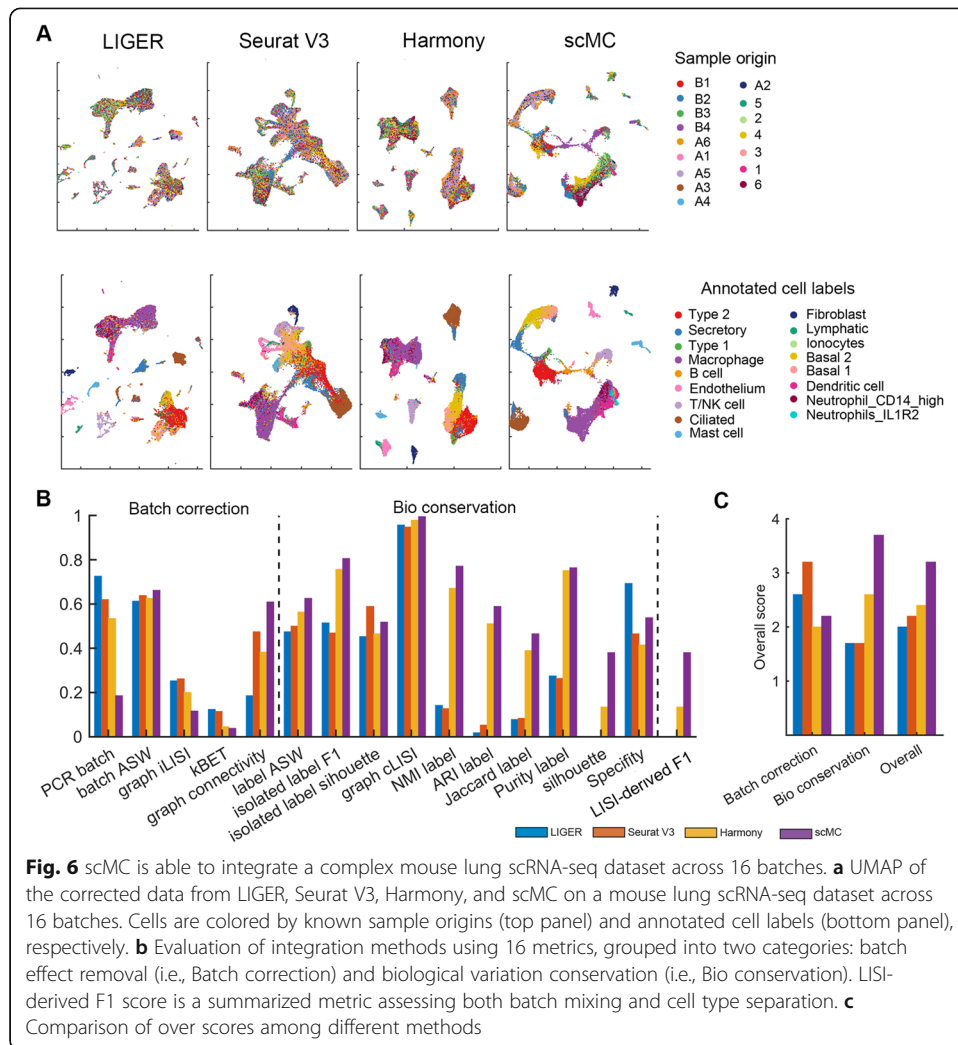 A
LIGER
Seurat V3
Harmony
scMC
Sample origin
B1
B2
B3
B4
A6
A1
A5
A3
A4
A2
5
2
4
3
1
6
Annotated cell labels
Type 2
Secretory
Type 1
Macrophage
B cell
Endothelium
T/NK cell
Ciliated
Mast cell
Fibroblast
Lymphatic
Ionocytes
Basal 2
Basal 1
Dendritic cell
Neutrophil_CD14_high
Neutrophils_IL1R2
B
Batch correction
Bio conservation
1
0.8
0.6
0.4
0.2
0
PCR batch
batch ASW
graph iLISI
kBET
graph connectivity
label ASW
isolated label F1
isolated label silhouette
graph cLISI
NMI label
ARI label
Jaccard label
Purity label
silhouette
Specifity
LISI-derived F1
C
Overall score
4
3
2
1
Batch correction
Bio conservation
Overall
LIGER
Seurat V3
Harmony
scMC
Fig. 6 scMC is able to integrate a complex mouse lung scRNA-seq dataset across 16 batches. a UMAP of
the corrected data from LIGER, Seurat V3, Harmony, and scMC on a mouse lung scRNA-seq dataset across
16 batches. Cells are colored by known sample origins (top panel) and annotated cell labels (bottom panel),
respectively. b Evaluation of integration methods using 16 metrics, grouped into two categories: batch
effect removal (i.e., Batch correction) and biological variation conservation (i.e., Bio conservation). LISI-
derived F1 score is a summarized metric assessing both batch mixing and cell type separation. c
Comparison of over scores among different methods